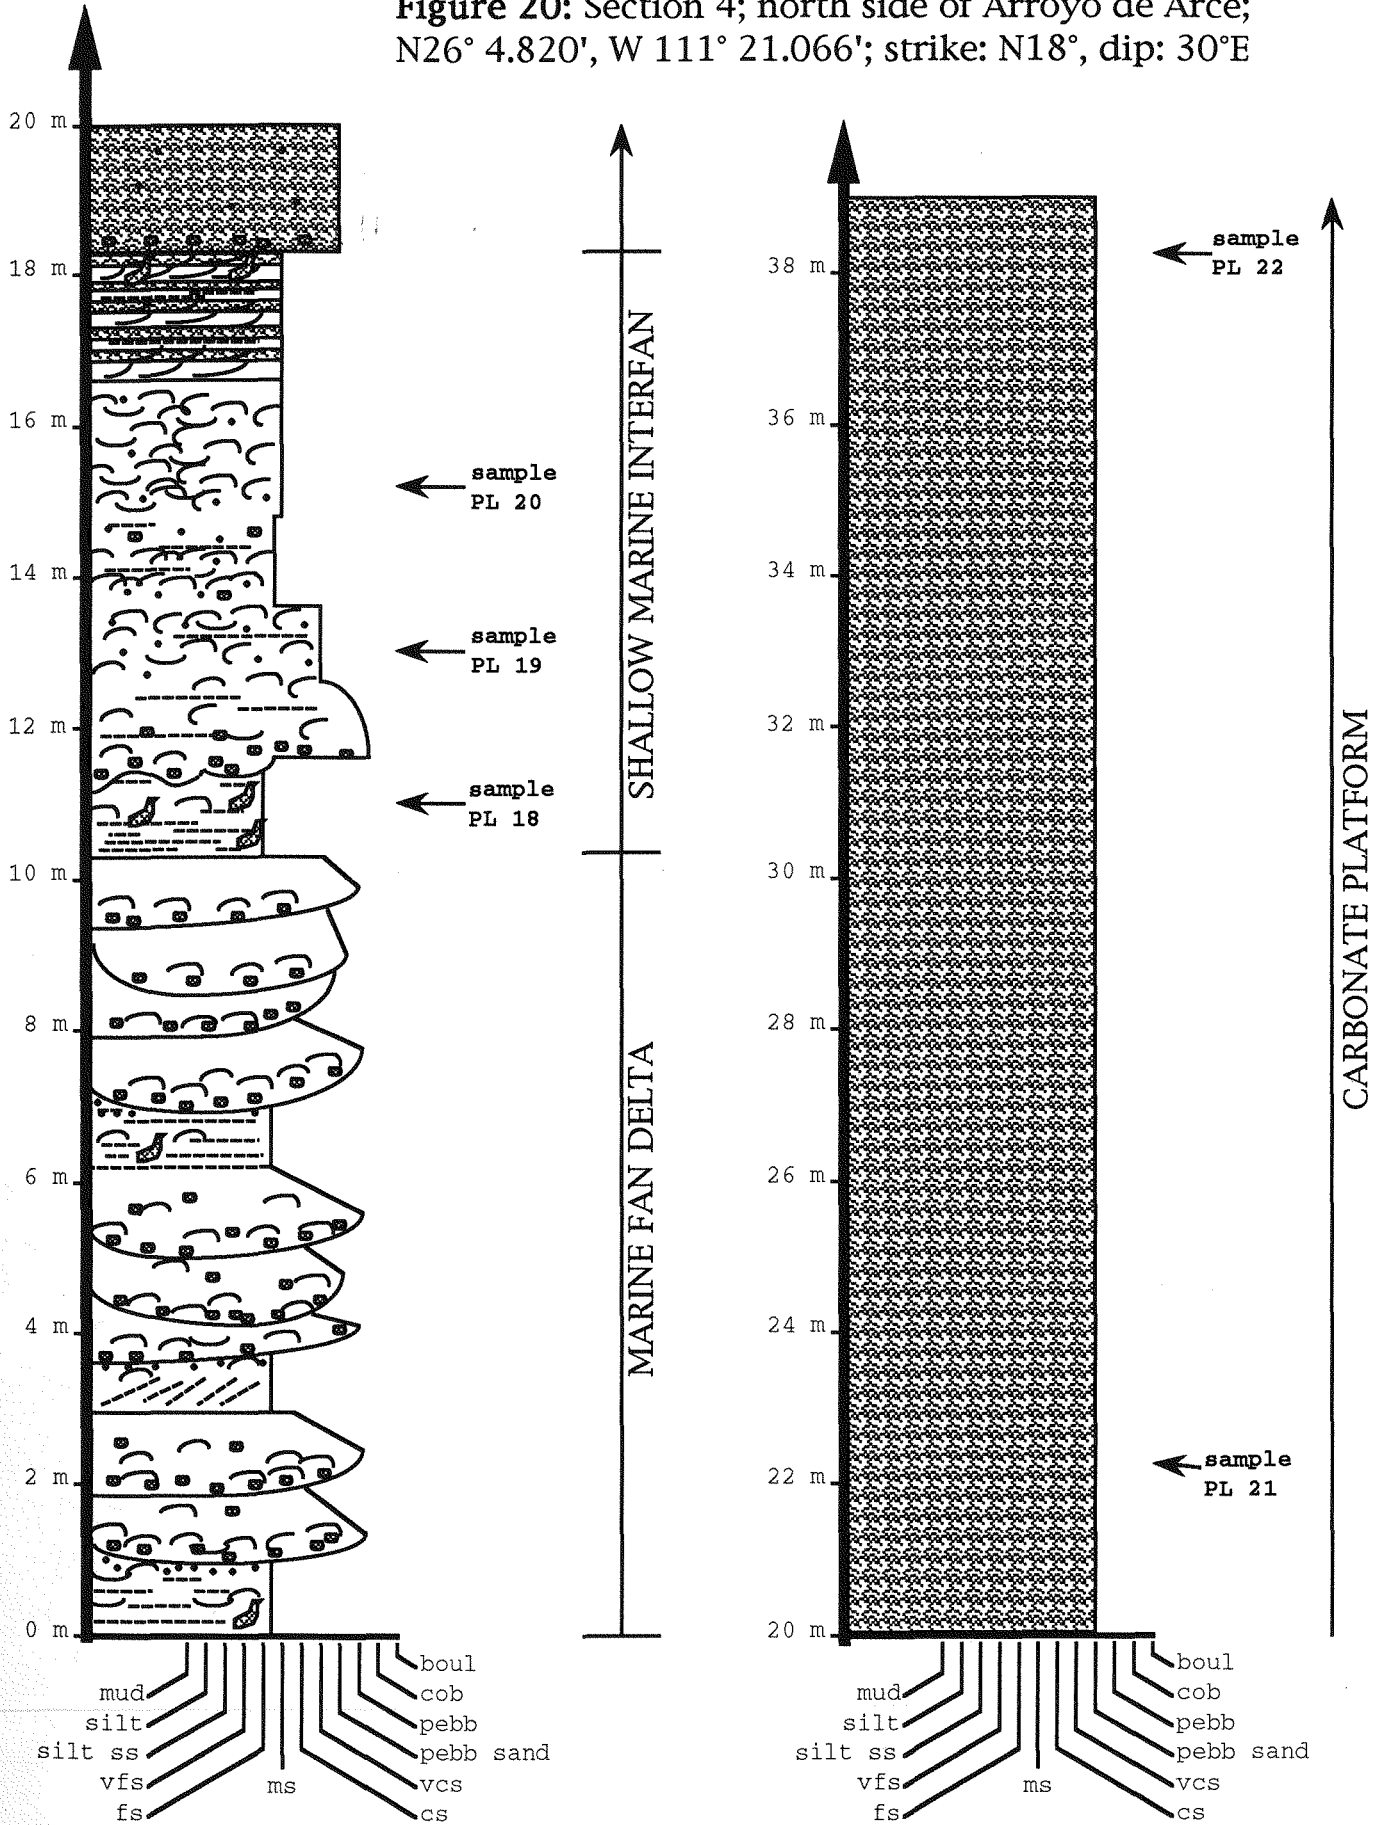 Figure 20: Section 4; north side of Arroyo de Arce;
N26° 4.820', W 111° 21.066'; strike: N18°, dip: 30°E
20 m
18 m
16 m
14 m
12 m
10 m
8 m
6 m
4 m
2 m
0 m
sample
PL 20
sample
PL 19
sample
PL 18
SHALLOW MARINE INTERFAN
MARINE FAN DELTA
mud
silt
silt ss
vfs
fs
ms
boul
cob
pebb
pebb sand
vcs
cs
38 m
36 m
34 m
32 m
30 m
28 m
26 m
24 m
22 m
20 m
sample
PL 22
sample
PL 21
CARBONATE PLATFORM
mud
silt
silt ss
vfs
fs
ms
boul
cob
pebb
pebb sand
vcs
cs